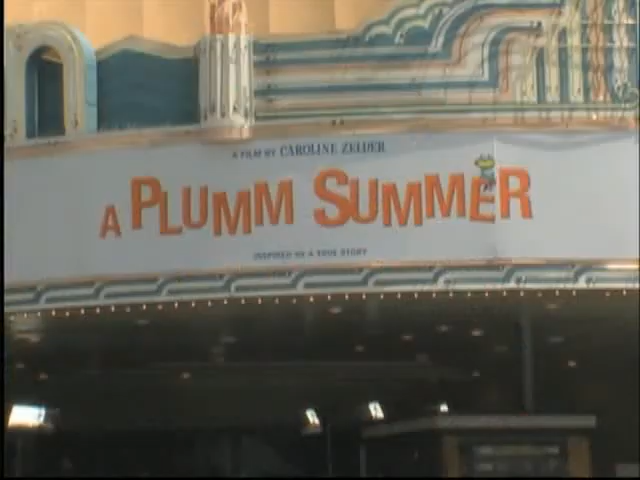 A FILM BY CAROLINE ZELDER
A PLUMM SUMMER
INSPIRED BY A TRUE STORY